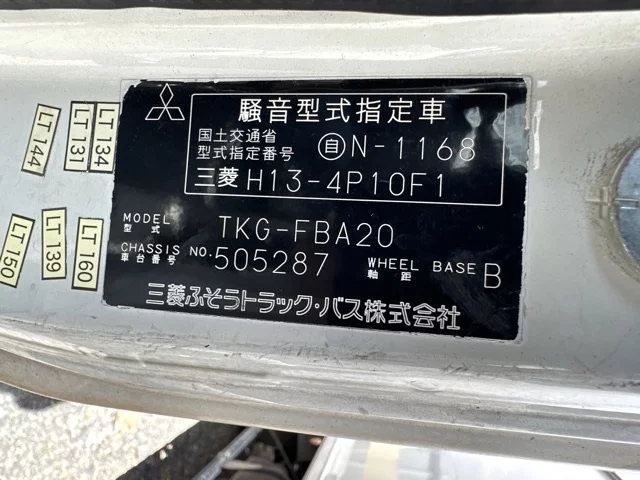 騒音型式指定車
国土交通省
型式指定番号 自N-1168
三菱 H13-4P10F1
MODEL 型式 TKG-FBA20
CHASSIS NO. 車台番号 505287 WHEEL BASE 軸距 B
三菱ふそうトラック・バス株式会社
LT 144
LT 131
LT 134
LT 150
LT 139
LT 160